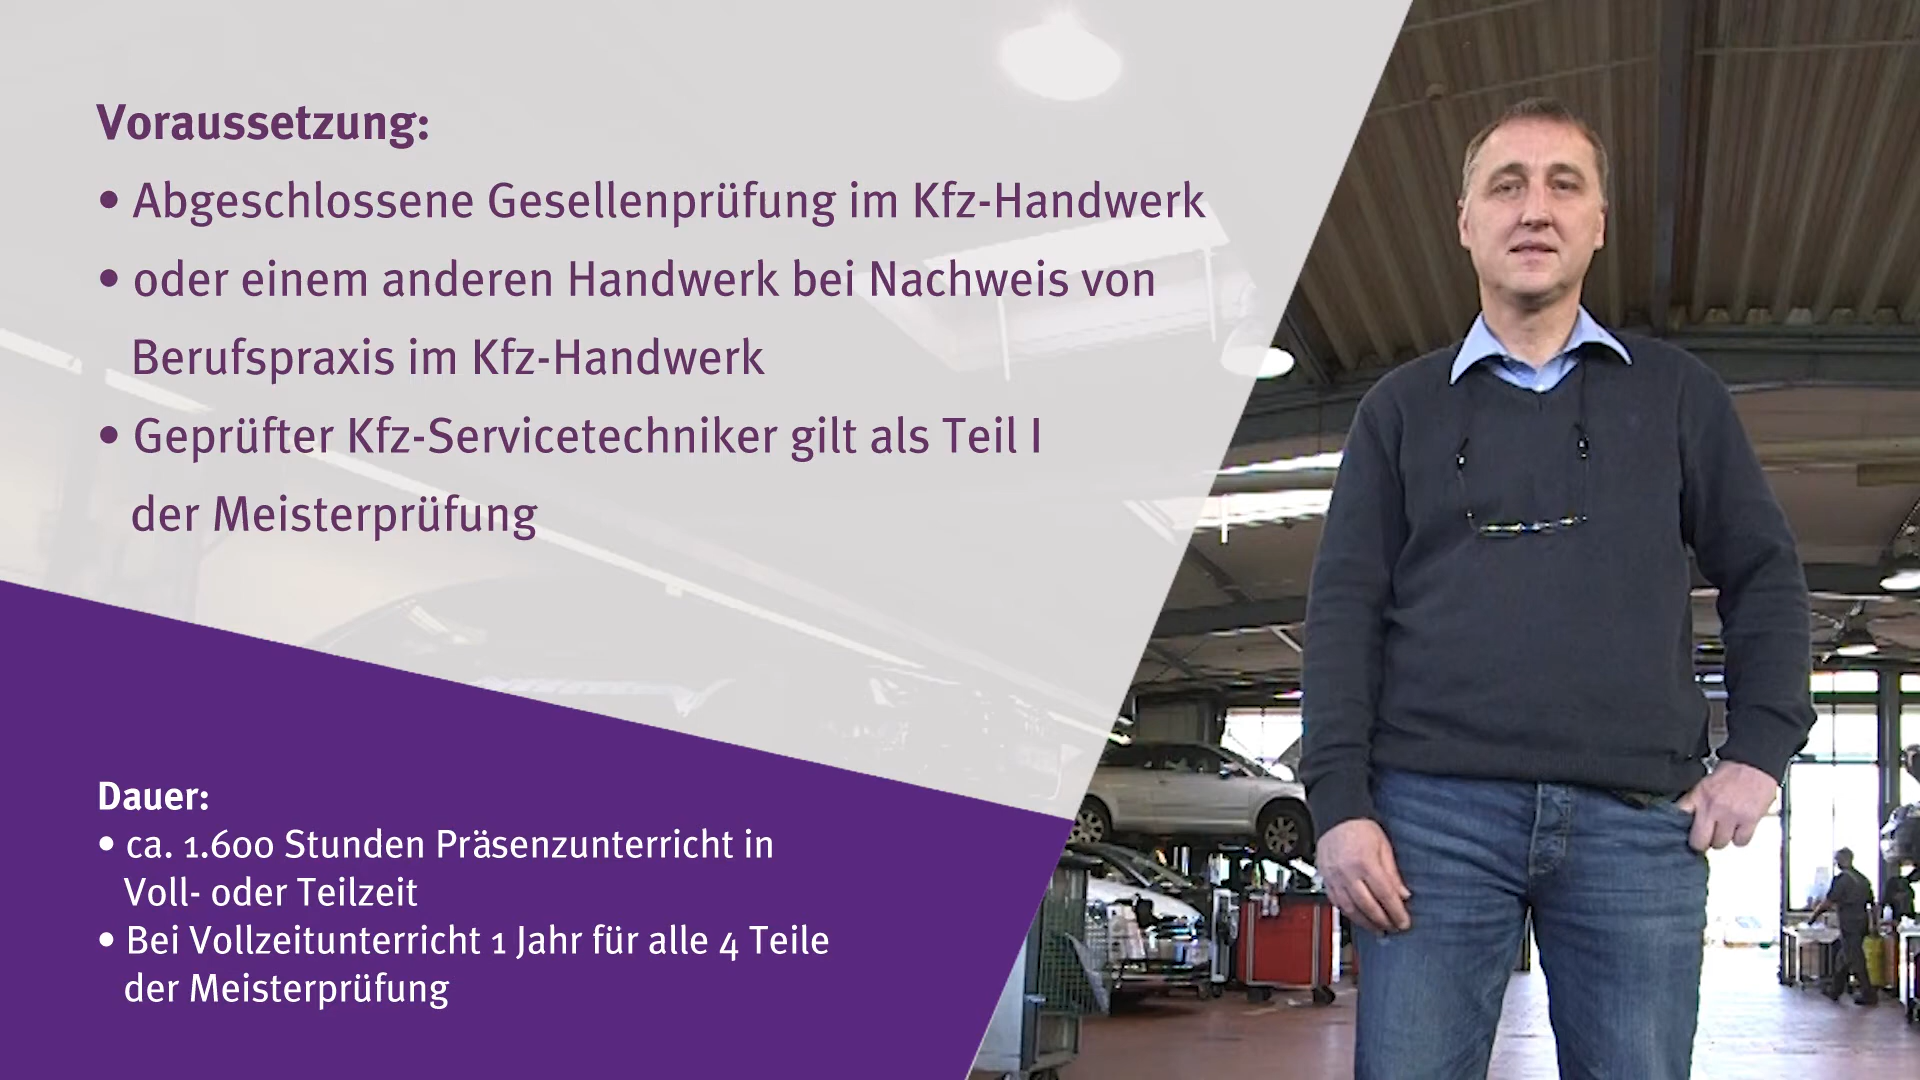 Voraussetzung:
• Abgeschlossene Gesellenprüfung im Kfz-Handwerk
• oder einem anderen Handwerk bei Nachweis von
Berufspraxis im Kfz-Handwerk
• Geprüfter Kfz-Servicetechniker gilt als Teil I
der Meisterprüfung
Dauer:
• ca. 1.600 Stunden Präsenzunterricht in
Voll- oder Teilzeit
• Bei Vollzeitunterricht 1 Jahr für alle 4 Teile
der Meisterprüfung